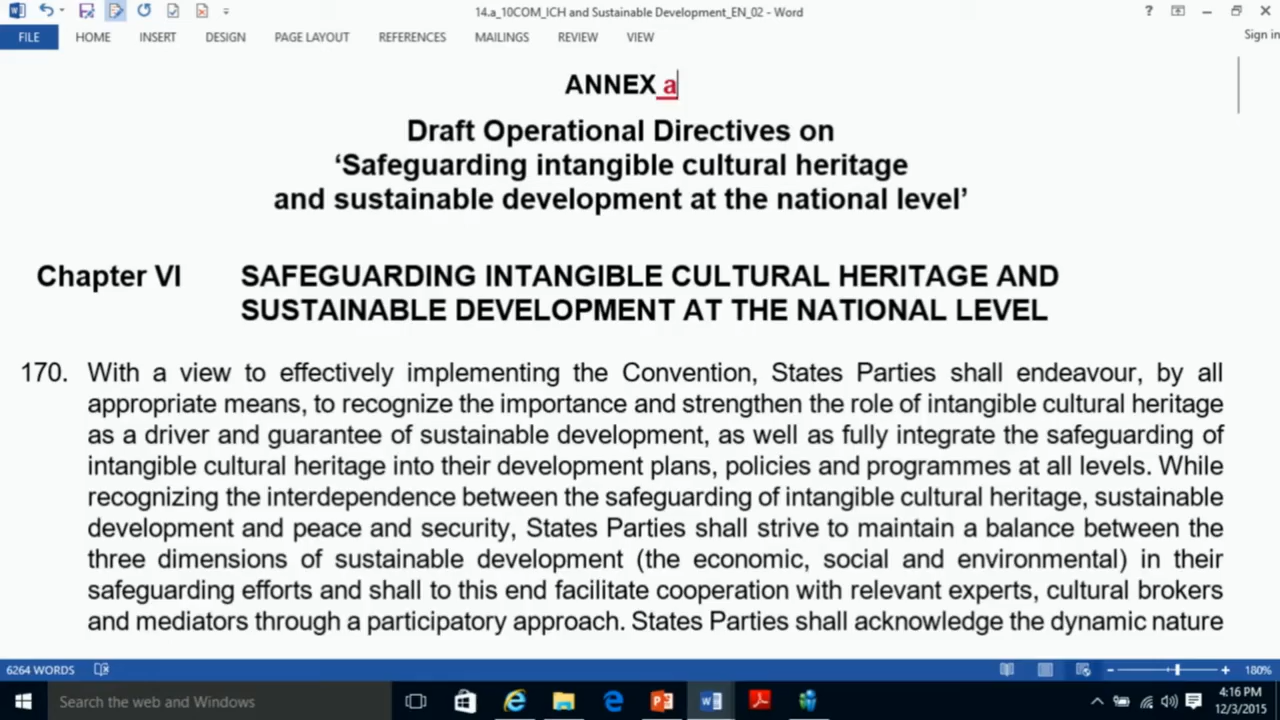 14.a_10COM_ICH and Sustainable Development_EN_02 - Word
?
FILE HOME INSERT DESIGN PAGE LAYOUT REFERENCES MAILINGS REVIEW VIEW
Sign in
ANNEX a
Draft Operational Directives on
‘Safeguarding intangible cultural heritage
and sustainable development at the national level’
Chapter VI SAFEGUARDING INTANGIBLE CULTURAL HERITAGE AND
SUSTAINABLE DEVELOPMENT AT THE NATIONAL LEVEL
170. With a view to effectively implementing the Convention, States Parties shall endeavour, by all
appropriate means, to recognize the importance and strengthen the role of intangible cultural heritage
as a driver and guarantee of sustainable development, as well as fully integrate the safeguarding of
intangible cultural heritage into their development plans, policies and programmes at all levels. While
recognizing the interdependence between the safeguarding of intangible cultural heritage, sustainable
development and peace and security, States Parties shall strive to maintain a balance between the
three dimensions of sustainable development (the economic, social and environmental) in their
safeguarding efforts and shall to this end facilitate cooperation with relevant experts, cultural brokers
and mediators through a participatory approach. States Parties shall acknowledge the dynamic nature
6264 WORDS
180%
Search the web and Windows
4:16 PM
12/3/2015